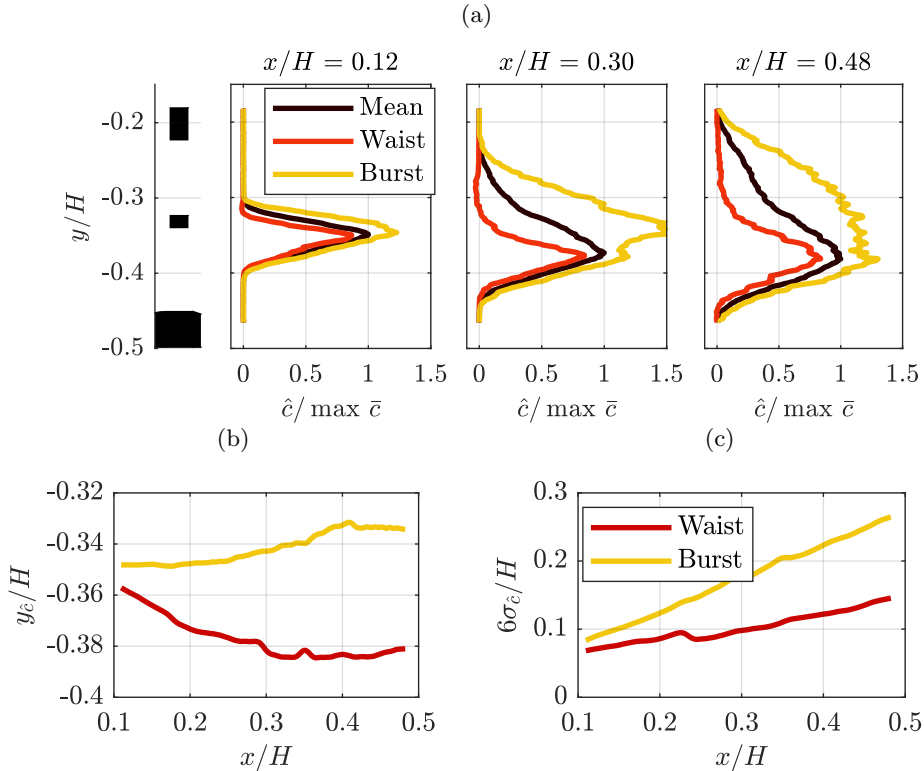 (a)
x/H = 0.12
x/H = 0.30
x/H = 0.48
Mean
Waist
Burst
y/H
-0.2
-0.3
-0.4
-0.5
0 0.5 1 1.5
0 0.5 1 1.5
0 0.5 1 1.5
ĉ/ max c̄
ĉ/ max c̄
ĉ/ max c̄
(b)
(c)
-0.32
-0.34
-0.36
-0.38
-0.4
y_ĉ/H
0.1 0.2 0.3 0.4 0.5
x/H
Waist
Burst
0.3
0.2
0.1
0
6σ_ĉ/H
0.1 0.2 0.3 0.4 0.5
x/H